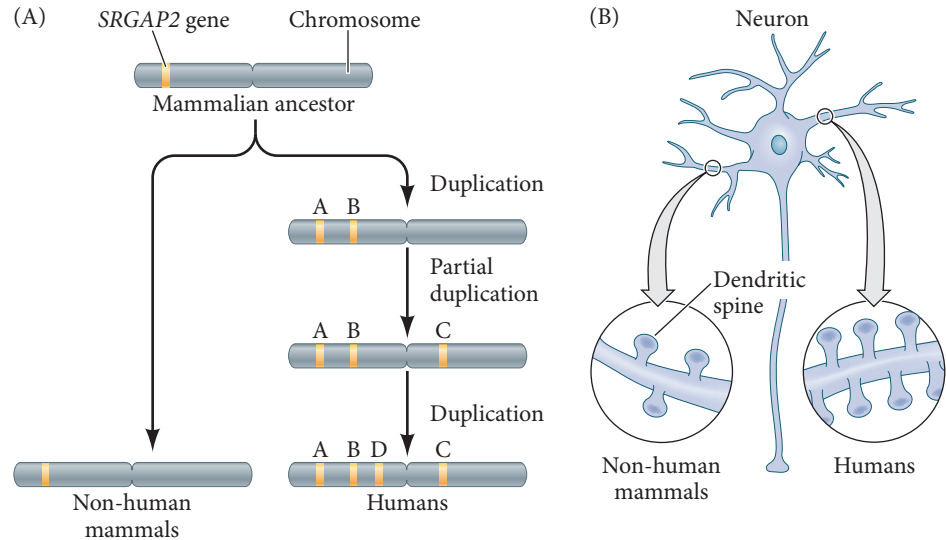 (A)
SRGAP2 gene
Chromosome
Mammalian ancestor
Duplication
A B
Partial
duplication
A B C
Duplication
A B D C
Non-human
mammals
Humans
(B)
Neuron
Dendritic
spine
Non-human
mammals
Humans